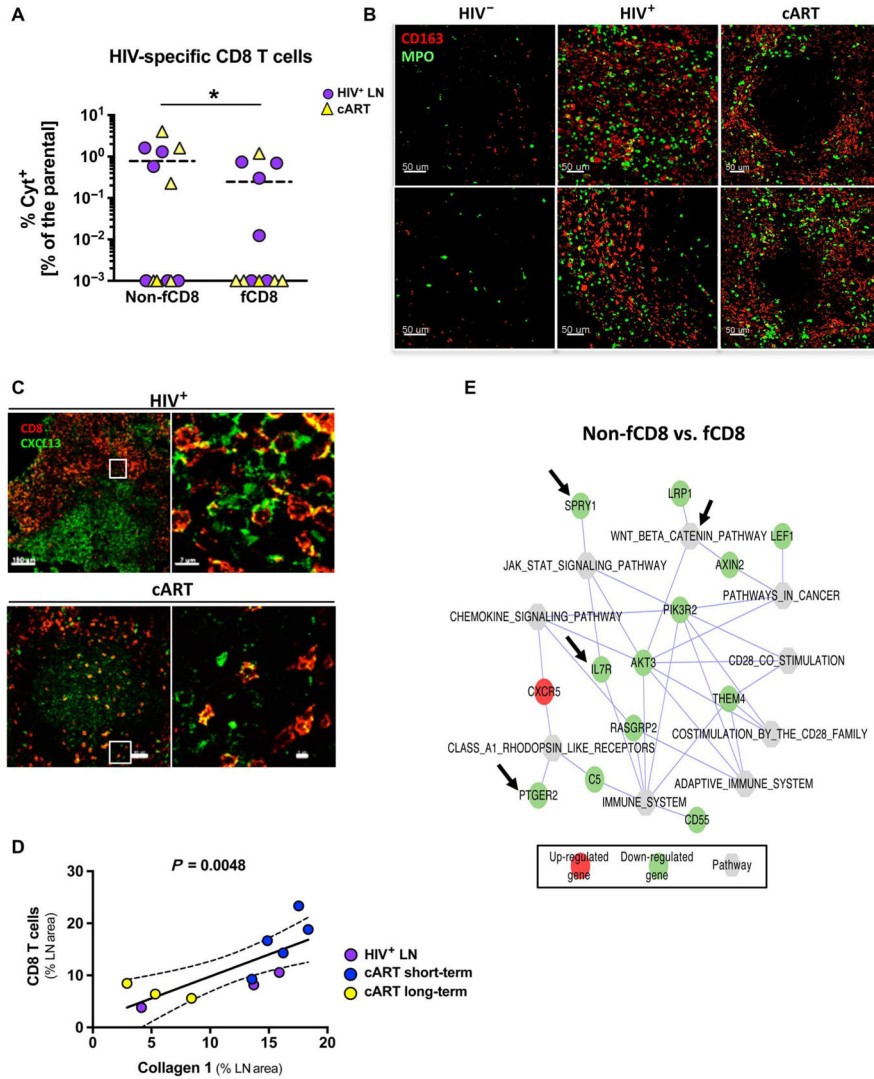 A
HIV-specific CD8 T cells
HIV⁺ LN
cART
*
% Cyt⁺
[% of the parental]
10¹
10⁰
10⁻¹
10⁻²
10⁻³
Non-fCD8
fCD8
B
HIV⁻
HIV⁺
cART
CD163
MPO
50 um
50 um
50 um
50 um
50 um
50 um
C
HIV⁺
CD8
CXCL13
cART
D
P = 0.0048
CD8 T cells
(% LN area)
30
20
10
0
0
5
10
15
20
Collagen 1 (% LN area)
HIV⁺ LN
cART short-term
cART long-term
E
Non-fCD8 vs. fCD8
SPRY1
LRP1
WNT_BETA_CATENIN_PATHWAY
LEF1
JAK_STAT_SIGNALING_PATHWAY
AXIN2
PATHWAYS_IN_CANCER
CHEMOKINE_SIGNALING_PATHWAY
PIK3R2
IL7R
AKT3
CD28_CO_STIMULATION
CXCR5
THEM4
RASGRP2
COSTIMULATION_BY_THE_CD28_FAMILY
CLASS_A1_RHODOPSIN_LIKE_RECEPTORS
C5
ADAPTIVE_IMMUNE_SYSTEM
PTGER2
IMMUNE_SYSTEM
CD55
Up-regulated
gene
Down-regulated
gene
Pathway